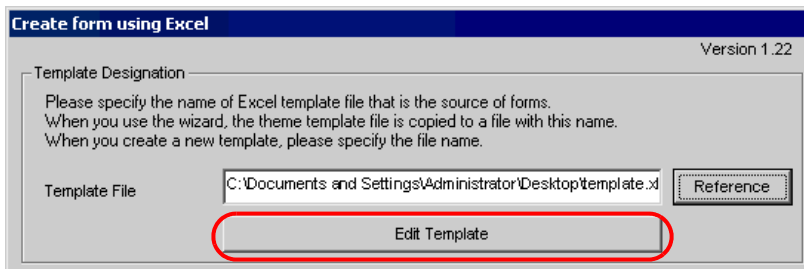 Create form using Excel
Version 1.22
Template Designation
Please specify the name of Excel template file that is the source of forms.
When you use the wizard, the theme template file is copied to a file with this name.
When you create a new template, please specify the file name.
Template File
C:\Documents and Settings\Administrator\Desktop\template.xl
Reference
Edit Template